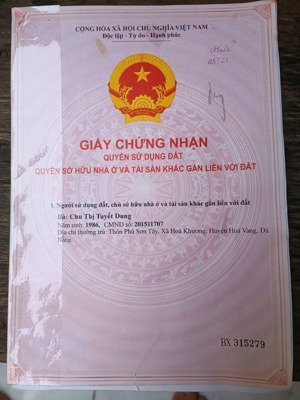 CỘNG HÒA XÃ HỘI CHỦ NGHĨA VIỆT NAM
Độc lập - Tự do - Hạnh phúc
GIẤY CHỨNG NHẬN
QUYỀN SỬ DỤNG ĐẤT
QUYỀN SỞ HỮU NHÀ Ở VÀ TÀI SẢN KHÁC GẮN LIỀN VỚI ĐẤT
I. Người sử dụng đất, chủ sở hữu nhà ở và tài sản khác gắn liền với đất
Bà: Chu Thị Tuyết Dung
Năm sinh: 1986, CMND số: 201511707
Địa chỉ thường trú: Thôn Phú Sơn Tây, Xã Hoà Khương, Huyện Hoà Vang, Đà
Nẵng.
BX 315279